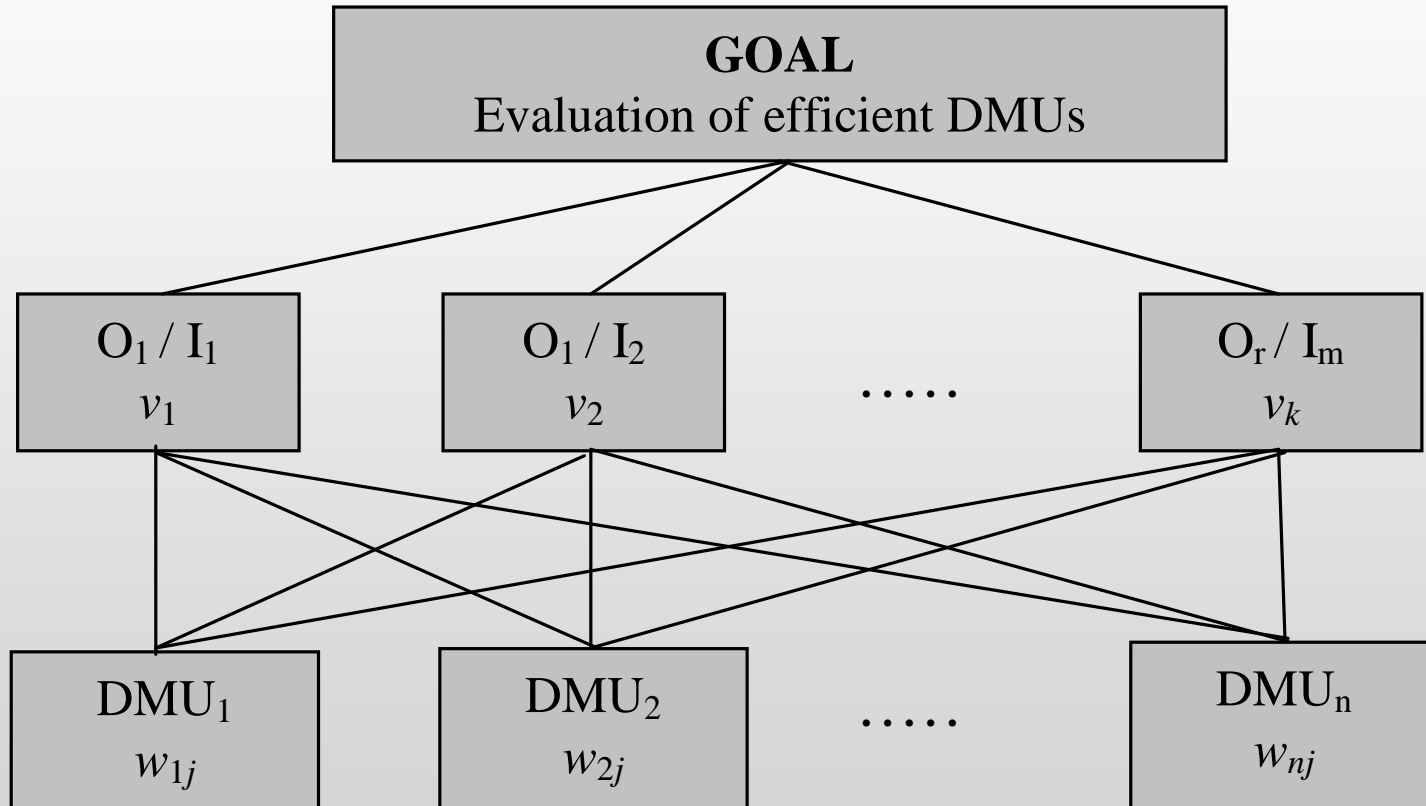 GOAL
Evaluation of efficient DMUs
O₁ / I₁
v₁
O₁ / I₂
v₂
.....
Oᵣ / Iₘ
vₖ
DMU₁
w₁ⱼ
DMU₂
w₂ⱼ
.....
DMUₙ
wₙⱼ